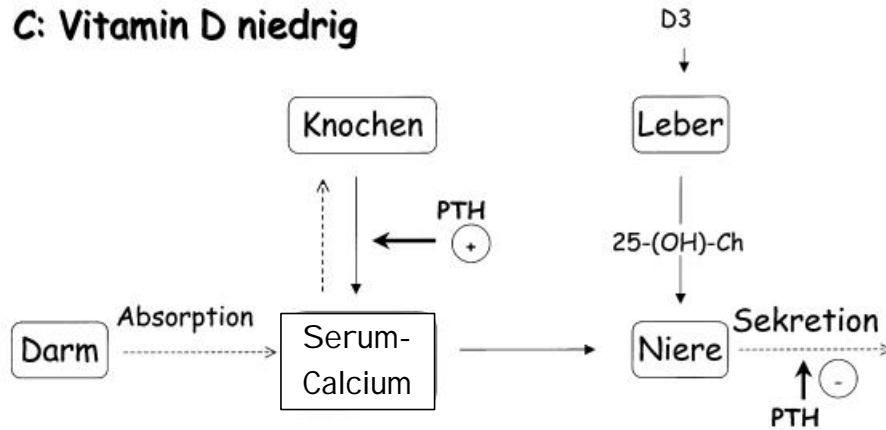 C: Vitamin D niedrig
D3
Knochen
Leber
PTH
+
25-(OH)-Ch
Absorption
Darm
Serum-
Calcium
Niere
Sekretion
-
PTH